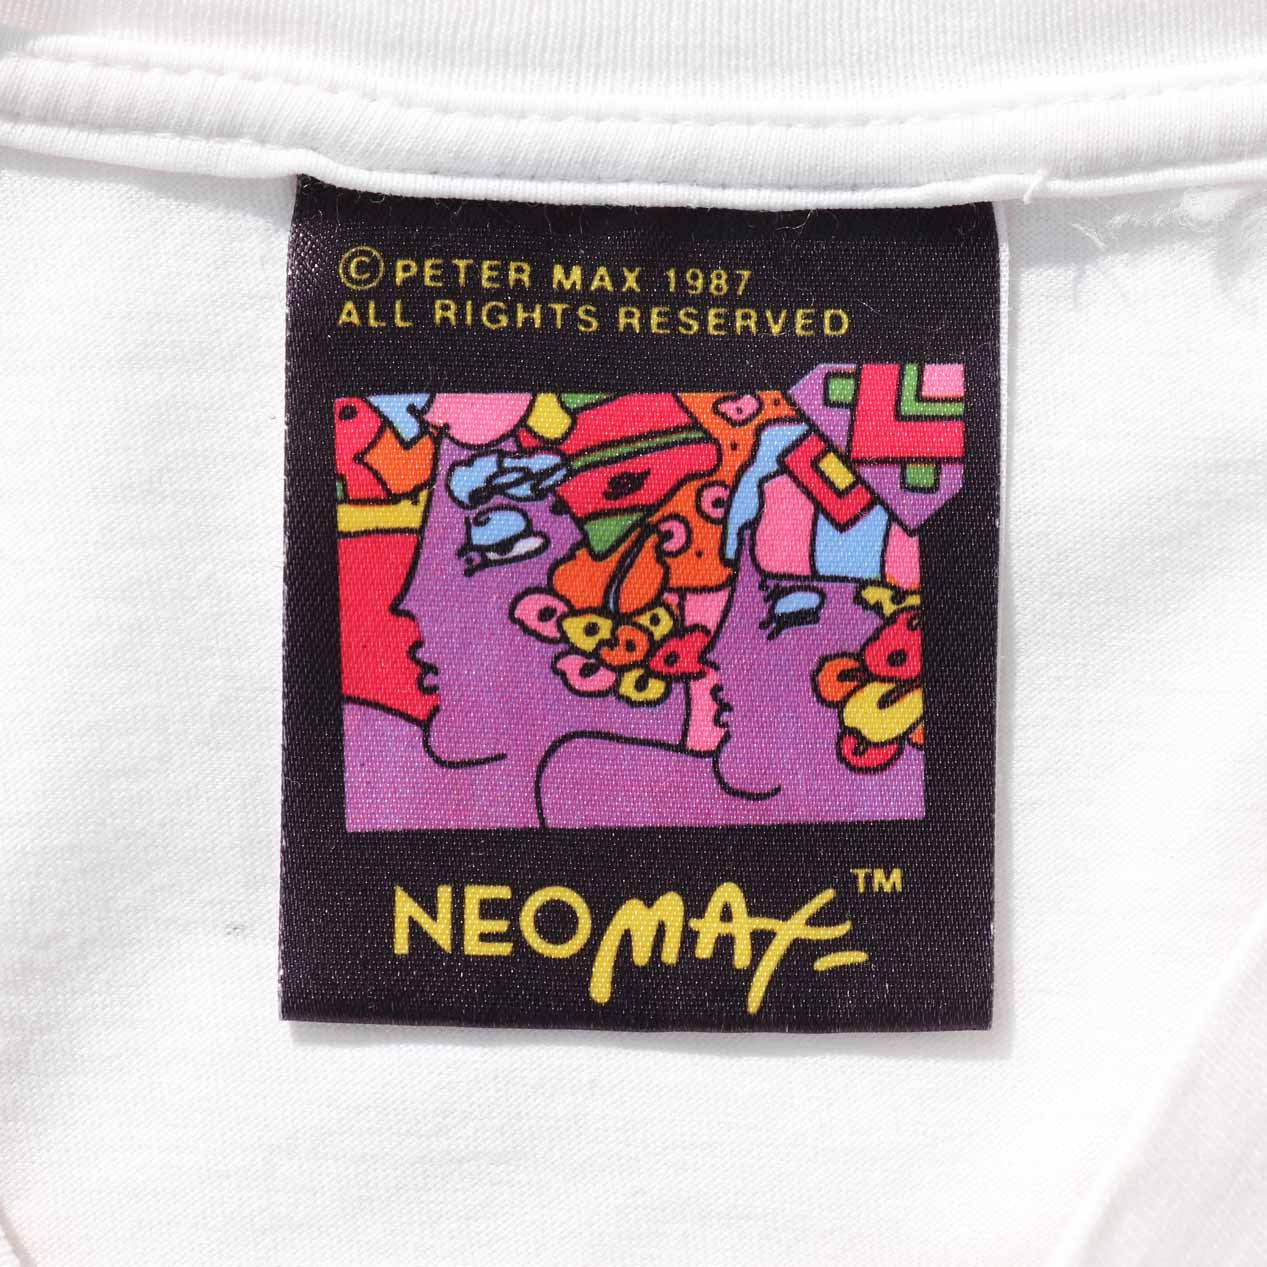 © PETER MAX 1987
ALL RIGHTS RESERVED
NEOMAX™